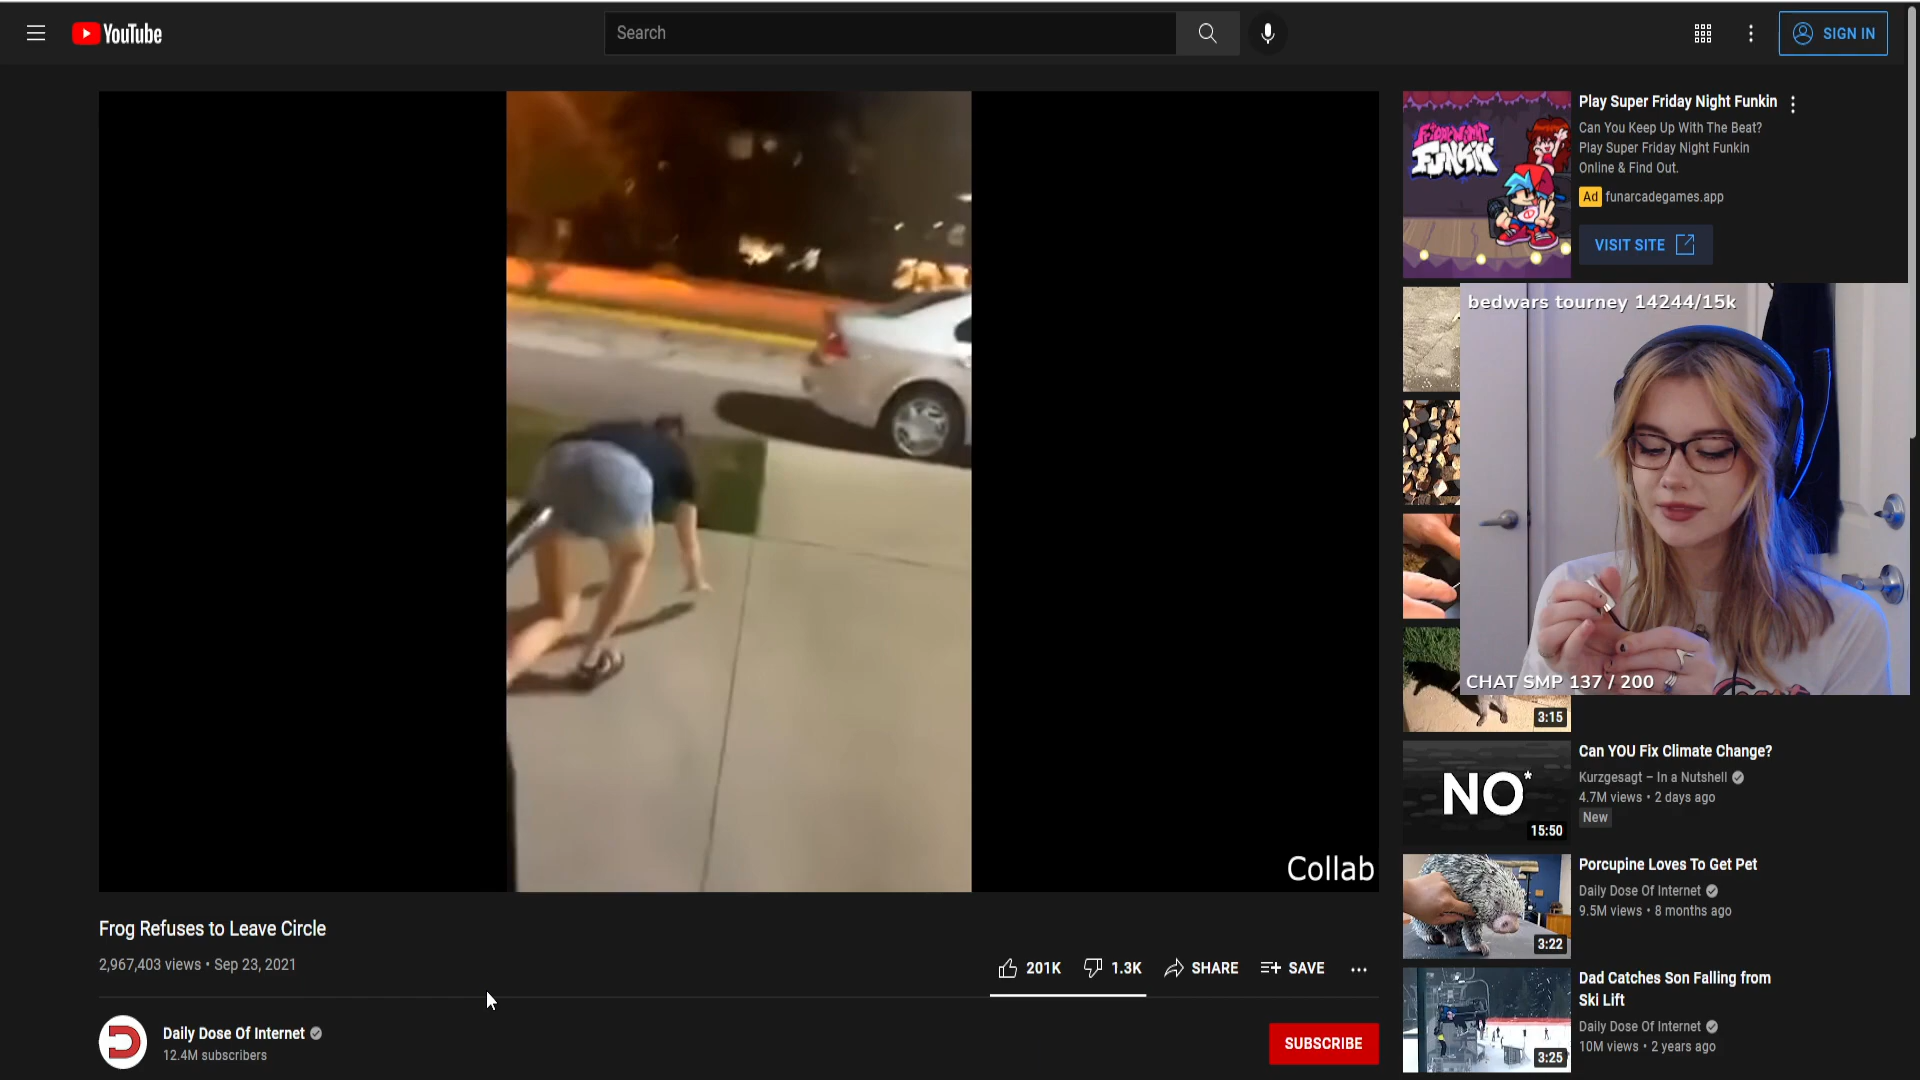 YouTube
Search
SIGN IN
FRIDAY NIGHT
FUNKIN'
Play Super Friday Night Funkin
Can You Keep Up With The Beat?
Play Super Friday Night Funkin
Online & Find Out.
Ad funarcadegames.app
VISIT SITE
bedwars tourney 14244/15k
CHAT SMP 137 / 200
3:15
NO*
15:50
Can YOU Fix Climate Change?
Kurzgesagt – In a Nutshell
4.7M views • 2 days ago
New
3:22
Porcupine Loves To Get Pet
Daily Dose Of Internet
9.5M views • 8 months ago
3:25
Dad Catches Son Falling from
Ski Lift
Daily Dose Of Internet
10M views • 2 years ago
Collab
Frog Refuses to Leave Circle
2,967,403 views • Sep 23, 2021
201K
1.3K
SHARE
SAVE
Daily Dose Of Internet
12.4M subscribers
SUBSCRIBE